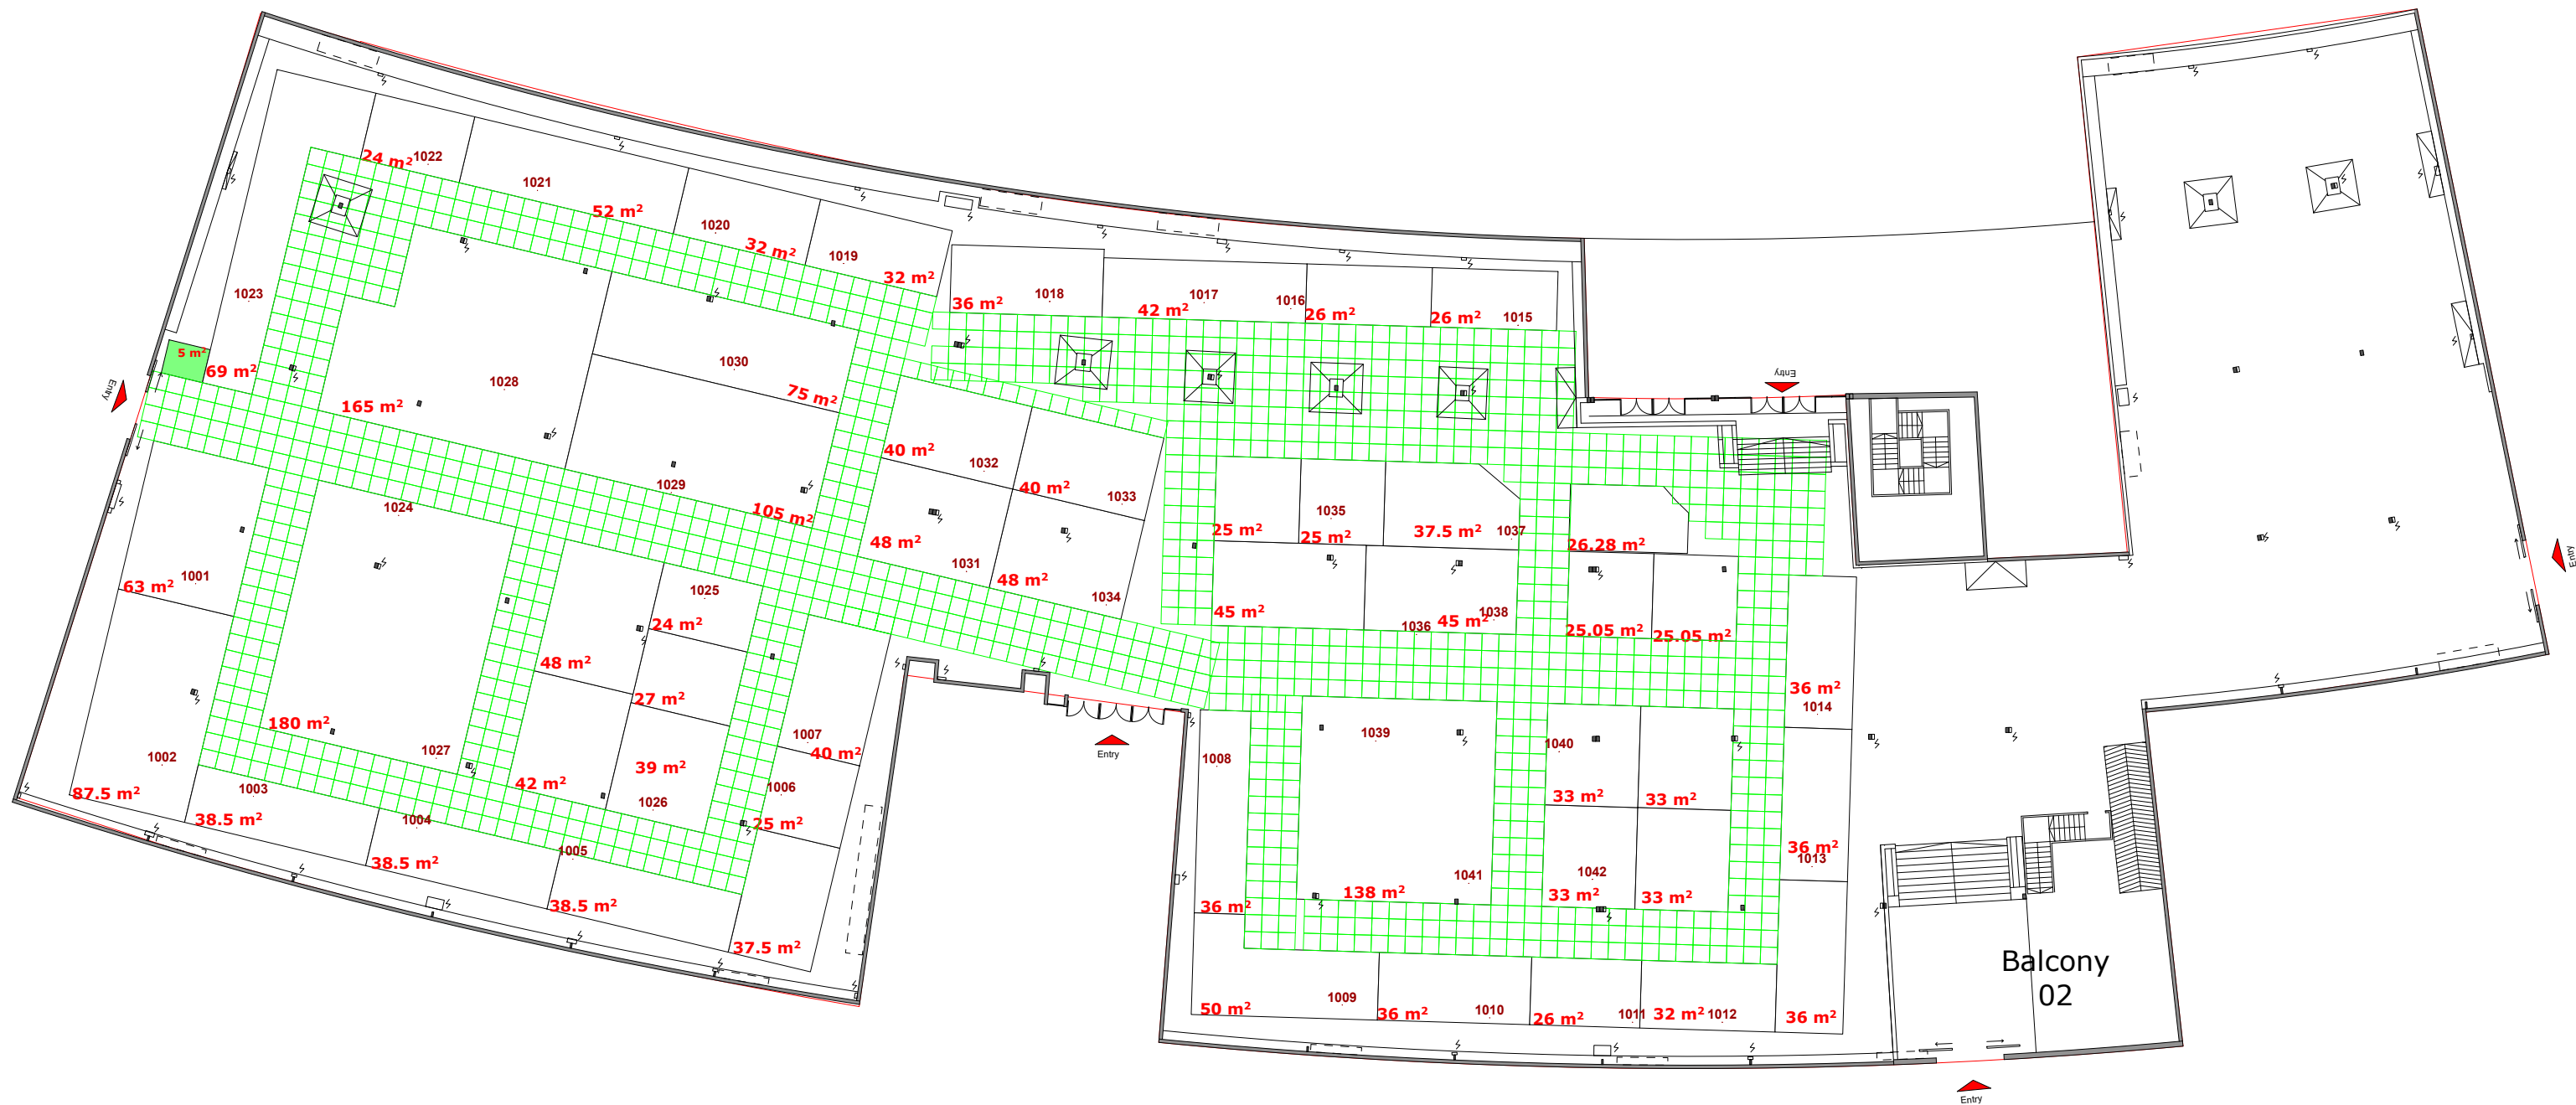 24 m²
1022
1021
52 m²
1020
32 m²
1019
32 m²
1023
36 m²
1018
1017
42 m²
1016
26 m²
26 m²
1015
5 m²
69 m²
Entry
165 m²
1028
1030
75 m²
Entry
40 m²
1032
40 m²
1033
1029
105 m²
1024
48 m²
1031
48 m²
1034
25 m²
1035
25 m²
37.5 m²
1037
26.28 m²
Entry
63 m²
1001
1025
24 m²
45 m²
1036
45 m²
1038
25.05 m²
25.05 m²
48 m²
27 m²
36 m²
1014
180 m²
1027
1002
87.5 m²
1003
38.5 m²
1004
38.5 m²
1005
38.5 m²
42 m²
39 m²
1026
1007
40 m²
1006
25 m²
37.5 m²
Entry
1008
1039
1040
33 m²
33 m²
36 m²
1013
1041
138 m²
1042
33 m²
33 m²
36 m²
50 m²
1009
36 m²
1010
26 m²
1011
32 m²
1012
36 m²
Balcony
02
Entry